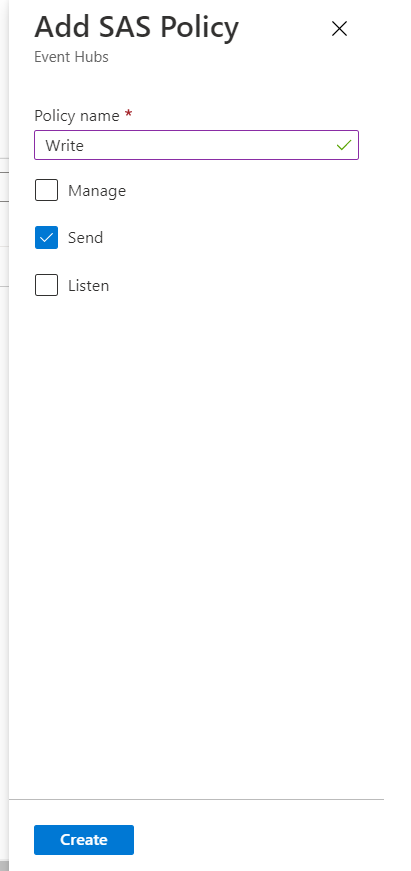 Add SAS Policy
Event Hubs
Policy name *
Write
Manage
Send
Listen
Create